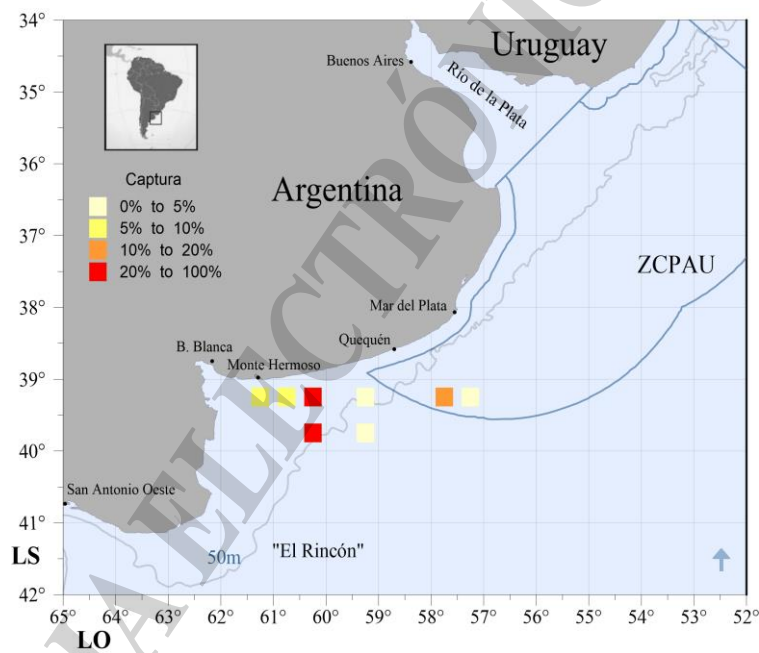 34°
35°
36°
37°
38°
39°
40°
41°
42°
LS
65°
64°
63°
62°
61°
60°
59°
58°
57°
56°
55°
54°
53°
52°
LO
Uruguay
Buenos Aires
Río de la Plata
Argentina
Captura
0% to 5%
5% to 10%
10% to 20%
20% to 100%
ZCPAU
Mar del Plata
Quequén
B. Blanca
Monte Hermoso
San Antonio Oeste
"El Rincón"
50m
A ELECTRÓNIC